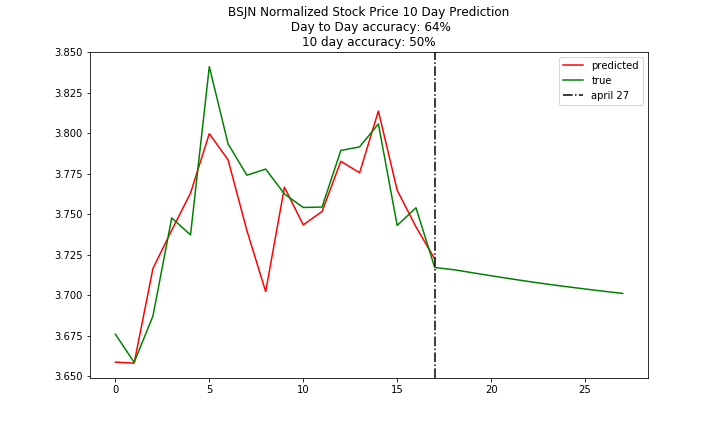 BSJN Normalized Stock Price 10 Day Prediction
Day to Day accuracy: 64%
10 day accuracy: 50%
3.850
3.825
3.800
3.775
3.750
3.725
3.700
3.675
3.650
predicted
true
april 27
0 5 10 15 20 25